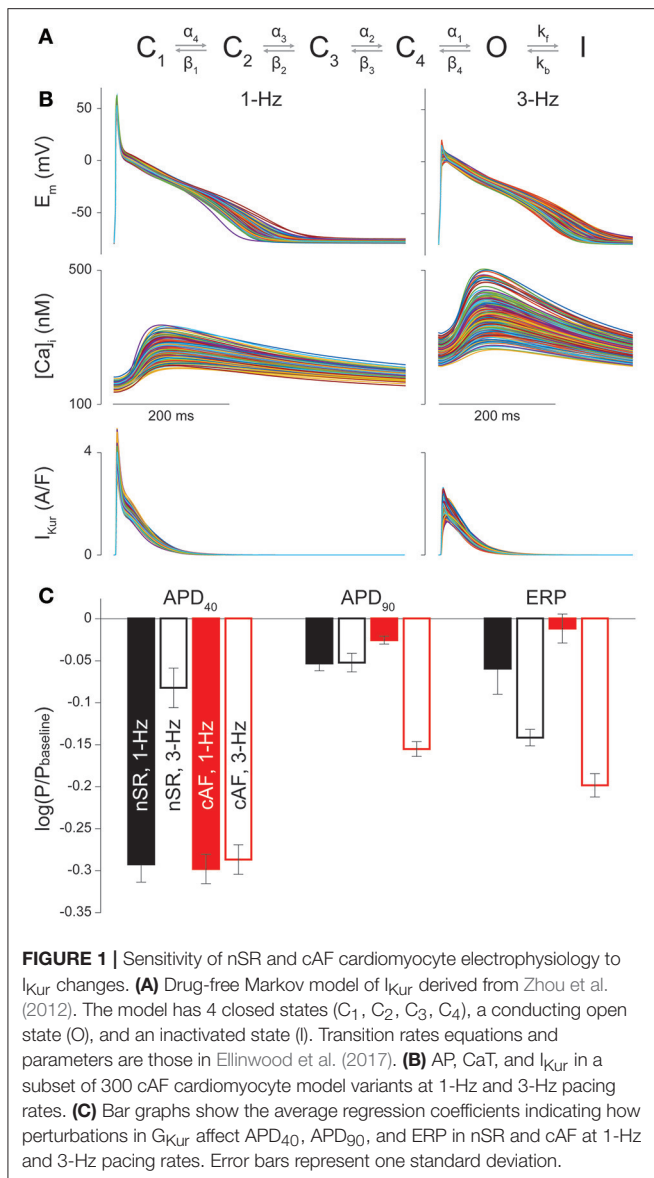 A
C1 α4 β1 C2 α3 β2 C3 α2 β3 C4 α1 β4 O kf kb I
B
1-Hz
3-Hz
Em (mV)
50
0
-50
[Ca]i (nM)
500
100
200 ms
200 ms
IKur (A/F)
4
0
C
APD40
APD90
ERP
log(P/Pbaseline)
0
-0.05
-0.1
-0.15
-0.2
-0.25
-0.3
-0.35
nSR, 1-Hz
nSR, 3-Hz
cAF, 1-Hz
cAF, 3-Hz
FIGURE 1 | Sensitivity of nSR and cAF cardiomyocyte electrophysiology to
IKur changes. (A) Drug-free Markov model of IKur derived from Zhou et al.
(2012). The model has 4 closed states (C1, C2, C3, C4), a conducting open
state (O), and an inactivated state (I). Transition rates equations and
parameters are those in Ellinwood et al. (2017). (B) AP, CaT, and IKur in a
subset of 300 cAF cardiomyocyte model variants at 1-Hz and 3-Hz pacing
rates. (C) Bar graphs show the average regression coefficients indicating how
perturbations in GKur affect APD40, APD90, and ERP in nSR and cAF at 1-Hz
and 3-Hz pacing rates. Error bars represent one standard deviation.